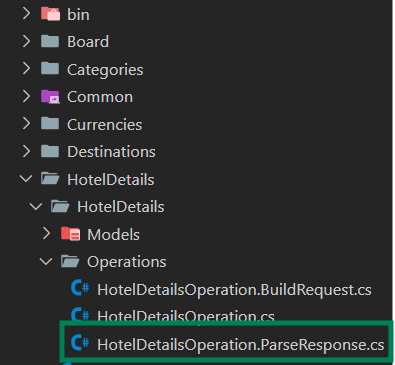 bin
Board
Categories
Common
Currencies
Destinations
HotelDetails
HotelDetails
Models
Operations
C# HotelDetailsOperation.BuildRequest.cs
C# HotelDetailsOperation.cs
C# HotelDetailsOperation.ParseResponse.cs